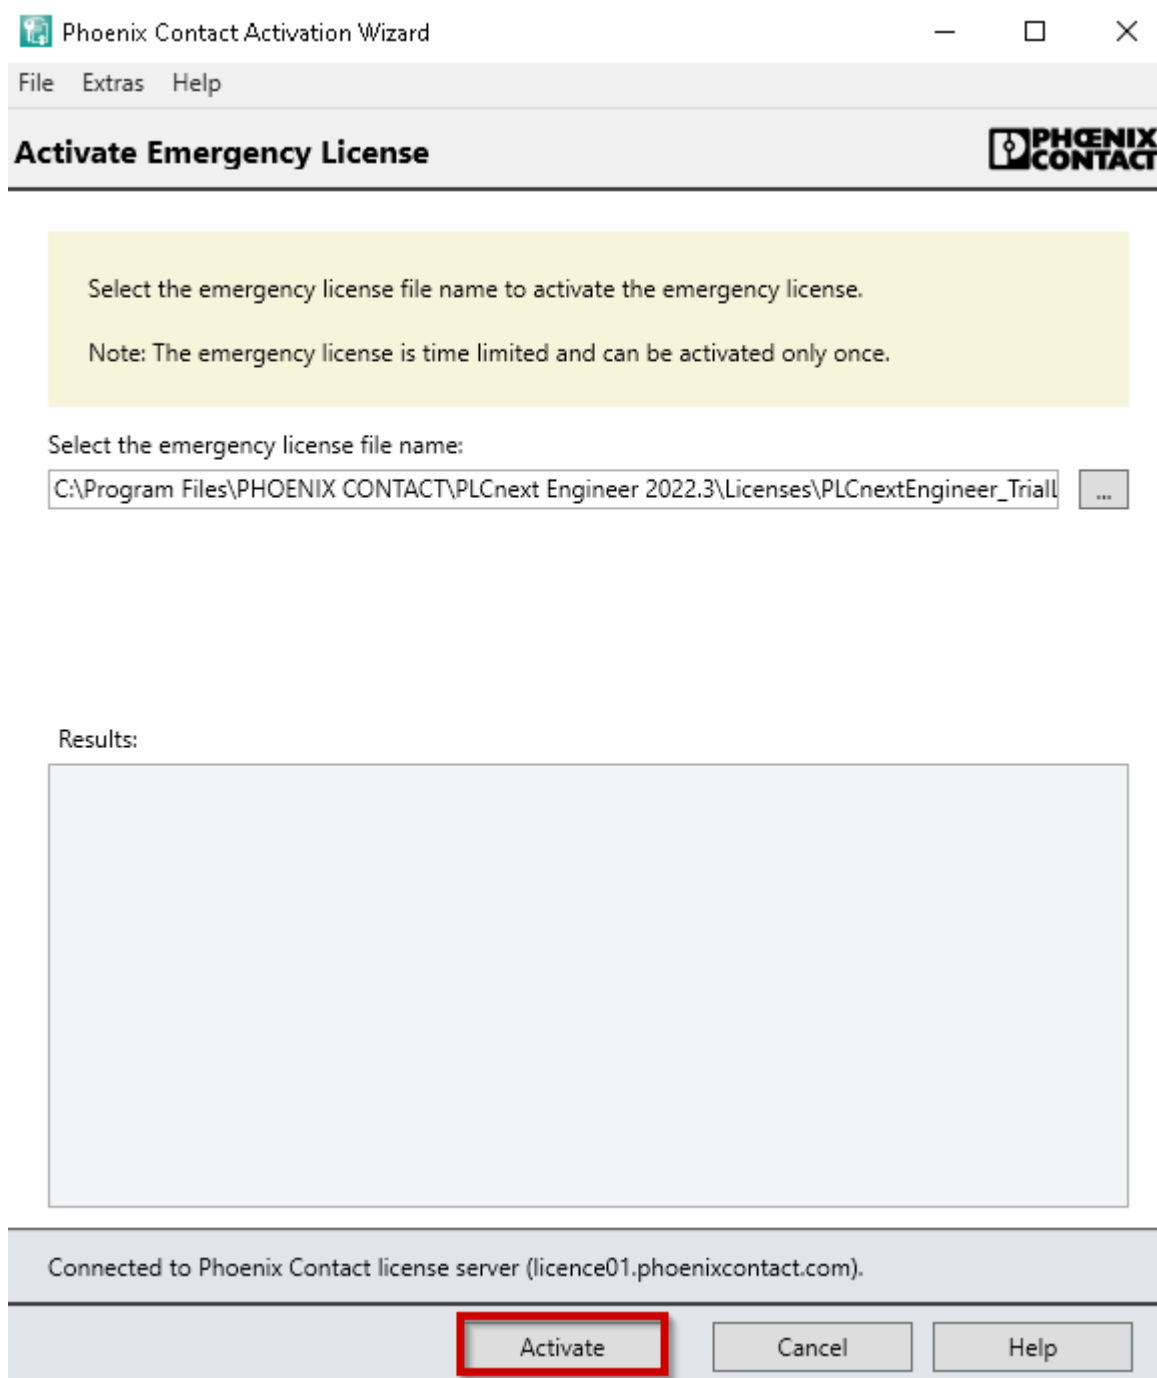 Phoenix Contact Activation Wizard
File Extras Help
Activate Emergency License
PHŒNIX
CONTACT
Select the emergency license file name to activate the emergency license.
Note: The emergency license is time limited and can be activated only once.
Select the emergency license file name:
C:\Program Files\PHOENIX CONTACT\PLCnext Engineer 2022.3\Licenses\PLCnextEngineer_TrialL
...
Results:
Connected to Phoenix Contact license server (licence01.phoenixcontact.com).
Activate Cancel Help